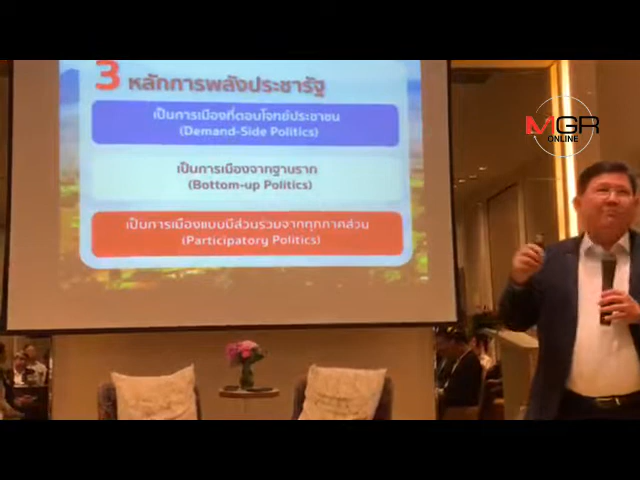 3 หลักการพลังประชารัฐ
เป็นการเมืองที่ตอบโจทย์ประชาชน
(Demand-Side Politics)
เป็นการเมืองจากฐานราก
(Bottom-up Politics)
เป็นการเมืองแบบมีส่วนร่วมจากทุกภาคส่วน
(Participatory Politics)
MGR
ONLINE